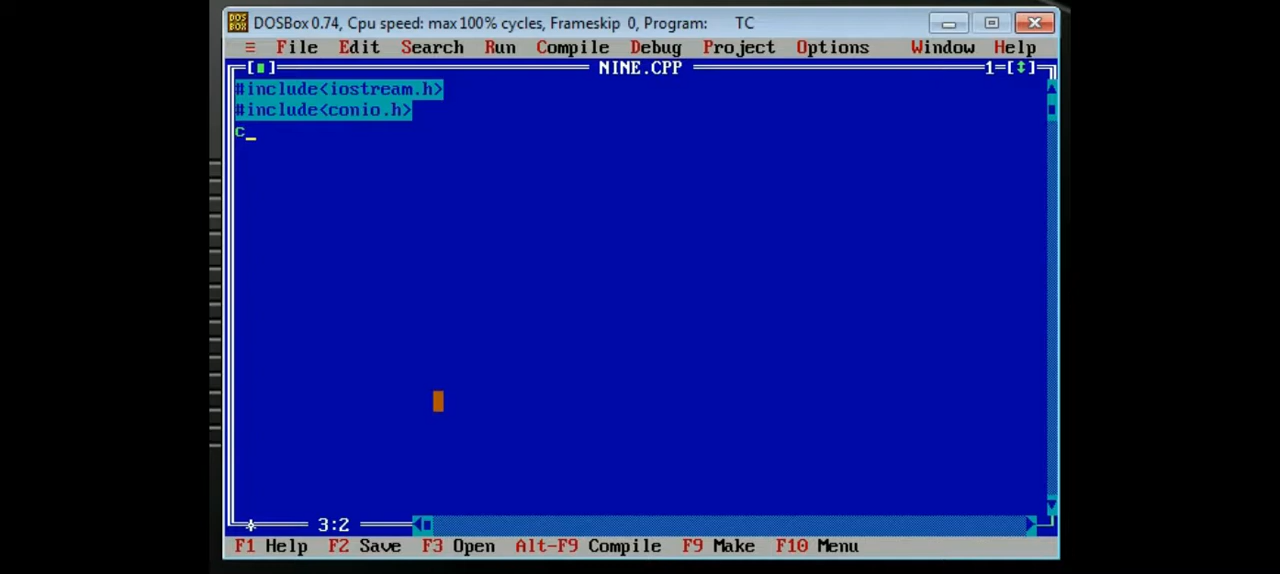 DOS BOX DOSBox 0.74, Cpu speed: max 100% cycles, Frameskip 0, Program: TC
≡ File Edit Search Run Compile Debug Project Options Window Help
[■] NINE.CPP 1=[↕]
#include<iostream.h>
#include<conio.h>
c_
* 3:2
F1 Help F2 Save F3 Open Alt-F9 Compile F9 Make F10 Menu